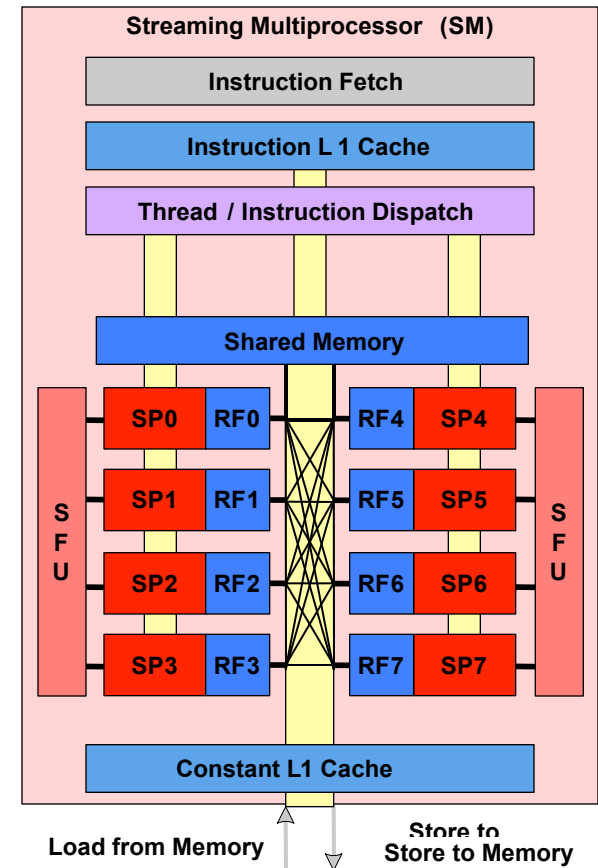 Streaming Multiprocessor (SM)
Instruction Fetch
Instruction L 1 Cache
Thread / Instruction Dispatch
Shared Memory
SP0 RF0 RF4 SP4
SP1 RF1 RF5 SP5
SP2 RF2 RF6 SP6
SP3 RF3 RF7 SP7
S
F
U
S
F
U
Constant L1 Cache
Load from Memory
Store to
Store to Memory